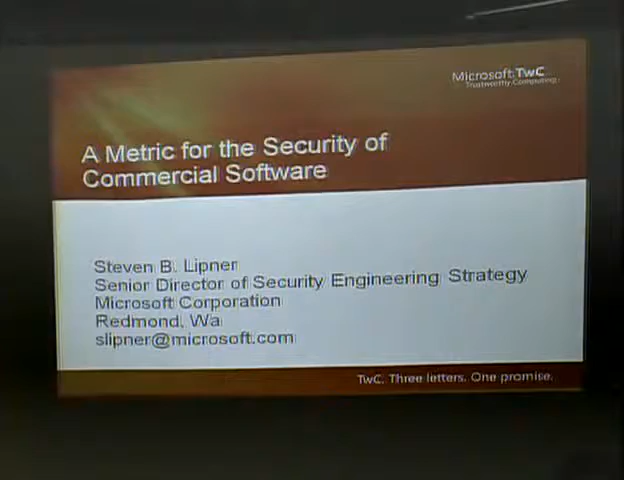 Microsoft TwC
Trustworthy Computing
A Metric for the Security of
Commercial Software
Steven B. Lipner
Senior Director of Security Engineering Strategy
Microsoft Corporation
Redmond, Wa
slipner@microsoft.com
TwC. Three letters. One promise.